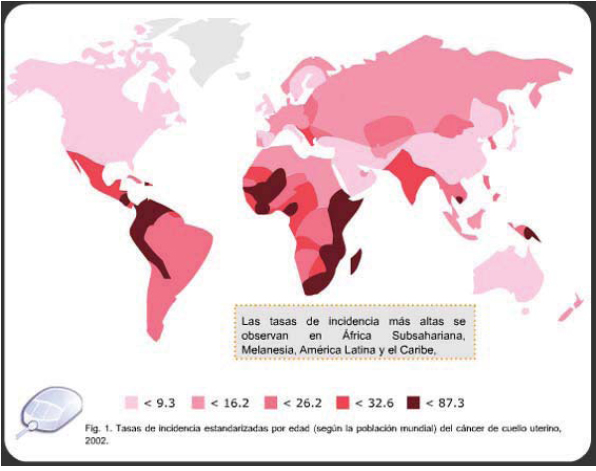 Las tasas de incidencia más altas se
observan en África Subsahariana,
Melanesia, América Latina y el Caribe,
< 9.3 < 16.2 < 26.2 < 32.6 < 87.3
Fig. 1. Tasas de incidencia estandarizadas por edad (según la población mundial) del cáncer de cuello uterino,
2002.